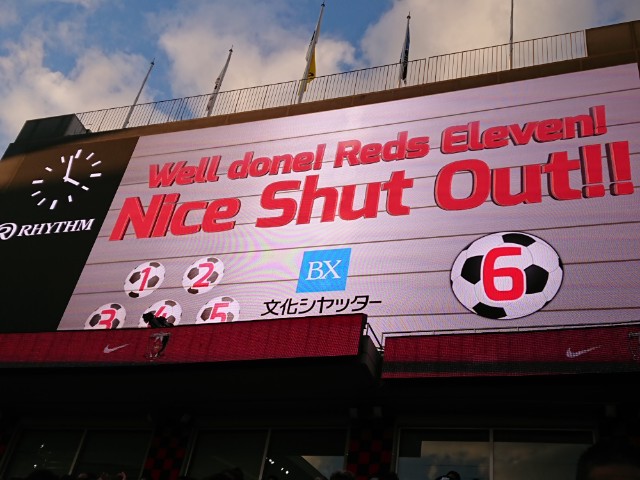 Well done! Reds Eleven!
Nice Shut Out!!
RHYTHM
BX
文化シヤッター
1 2
3 4 5
6